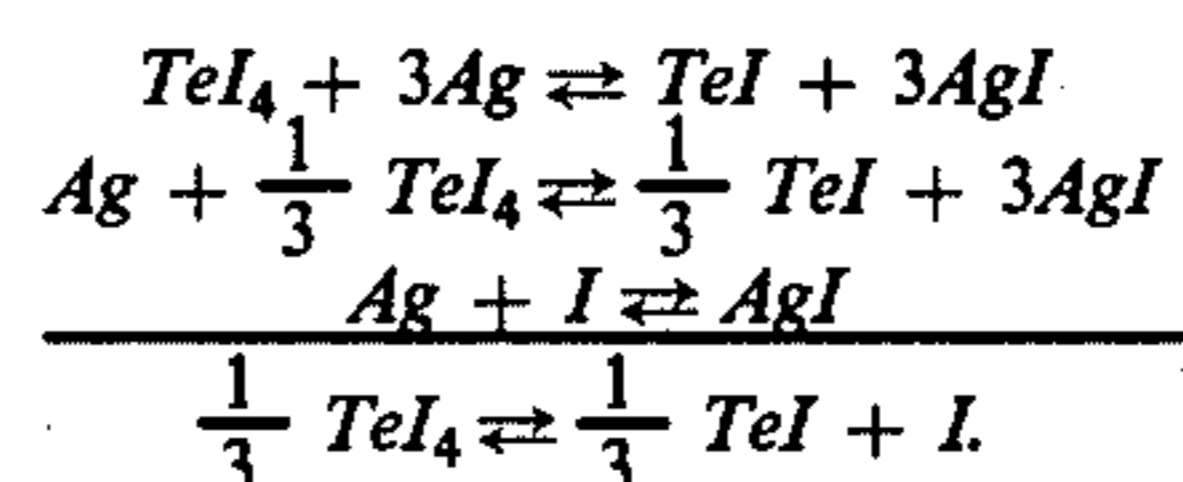 TeI₄ + 3Ag ⇄ TeI + 3AgI
Ag + 1/3 TeI₄ ⇄ 1/3 TeI + 3AgI
Ag + I ⇄ AgI
1/3 TeI₄ ⇄ 1/3 TeI + I.